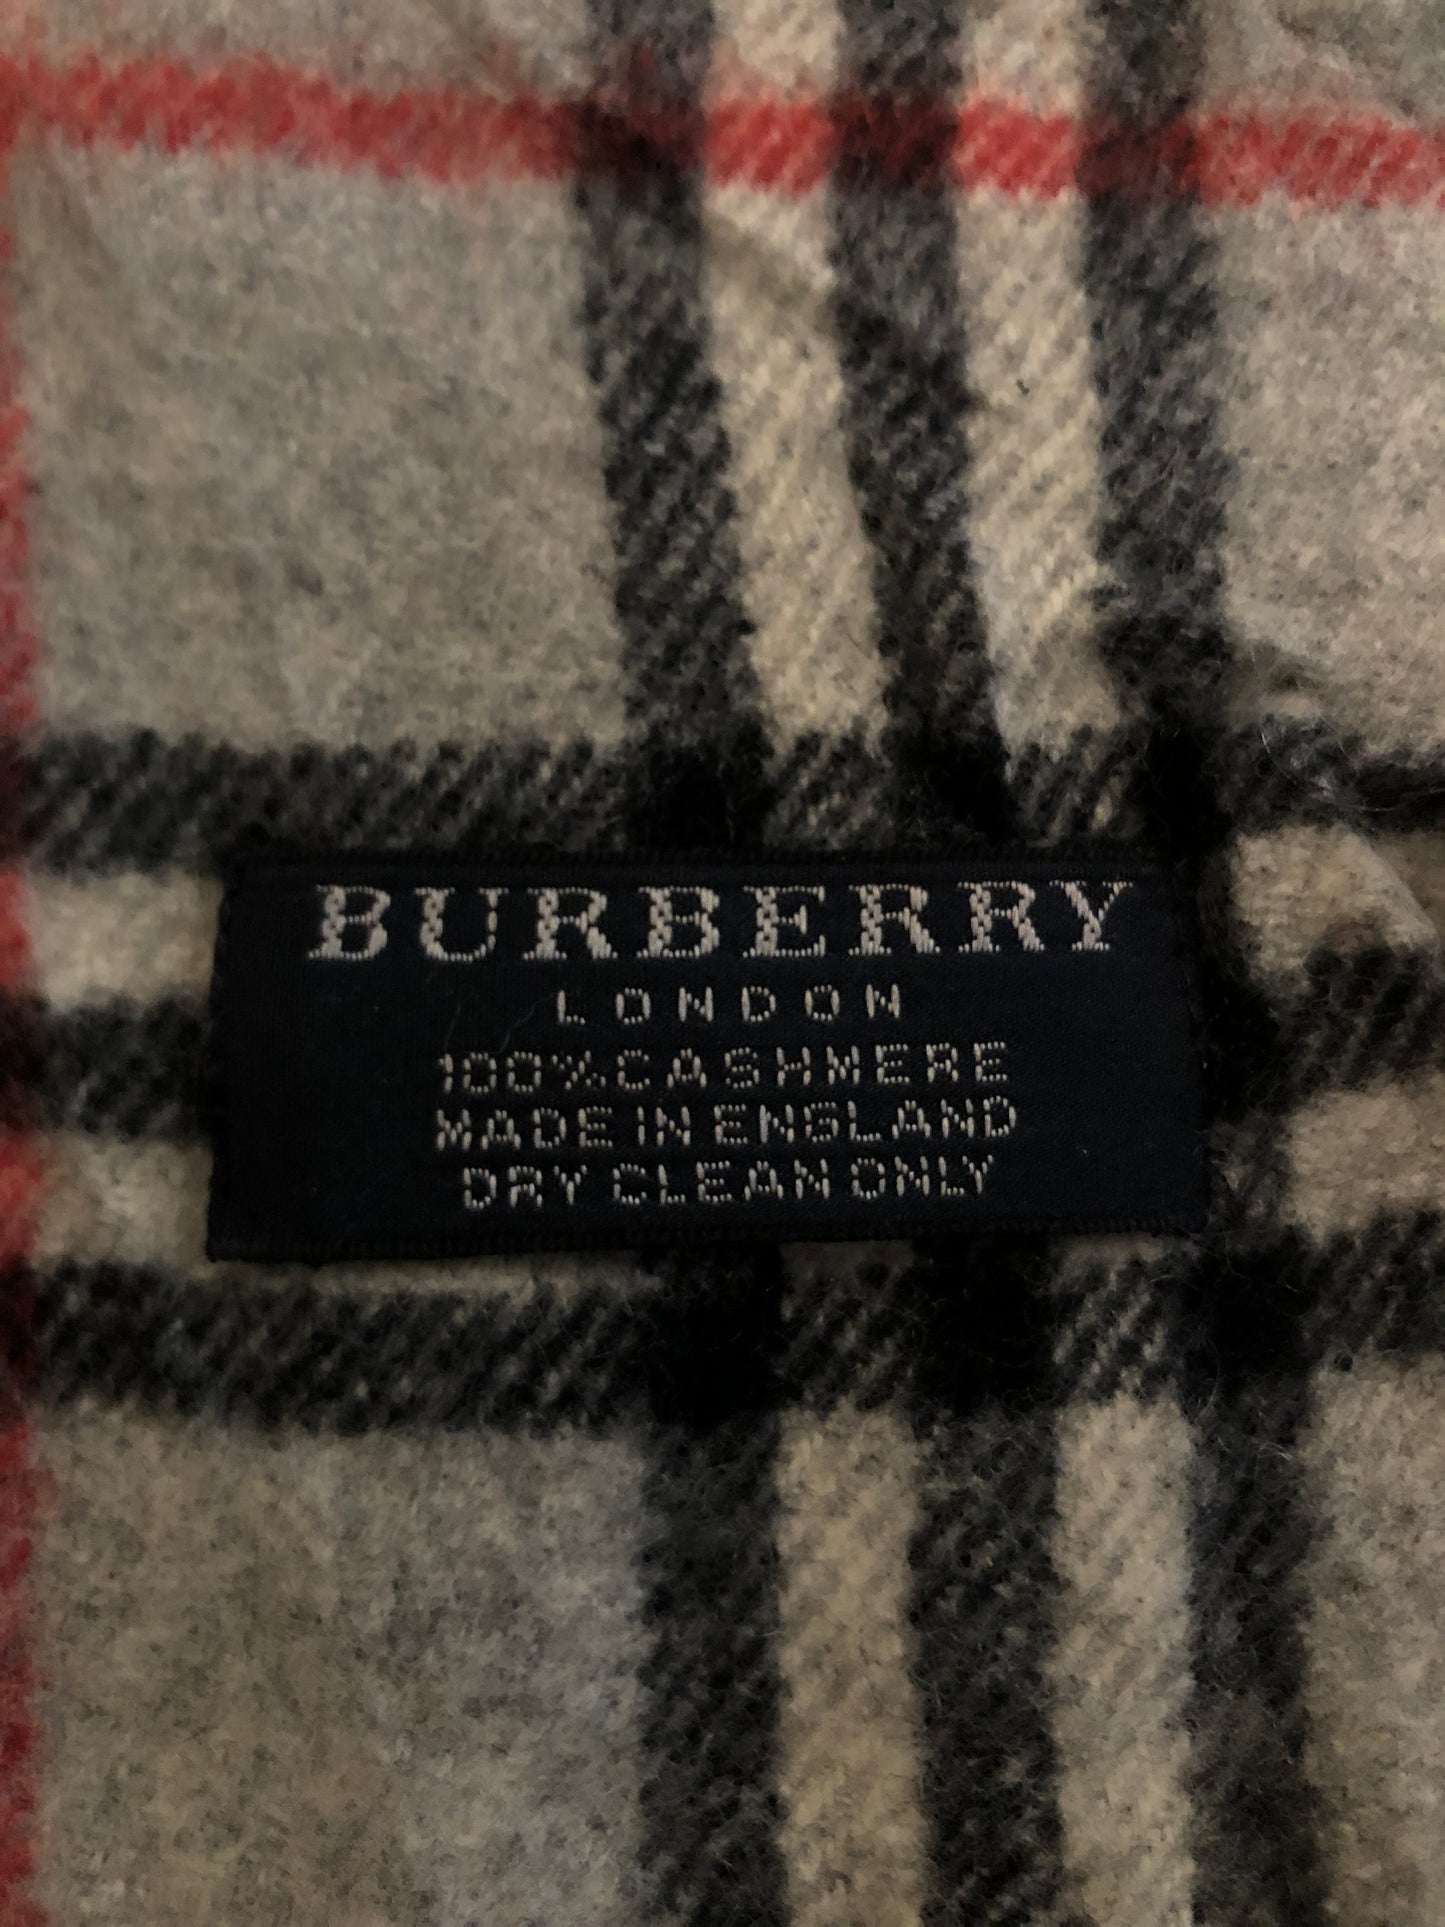 BURBERRY
LONDON
100% CASHMERE
MADE IN ENGLAND
DRY CLEAN ONLY